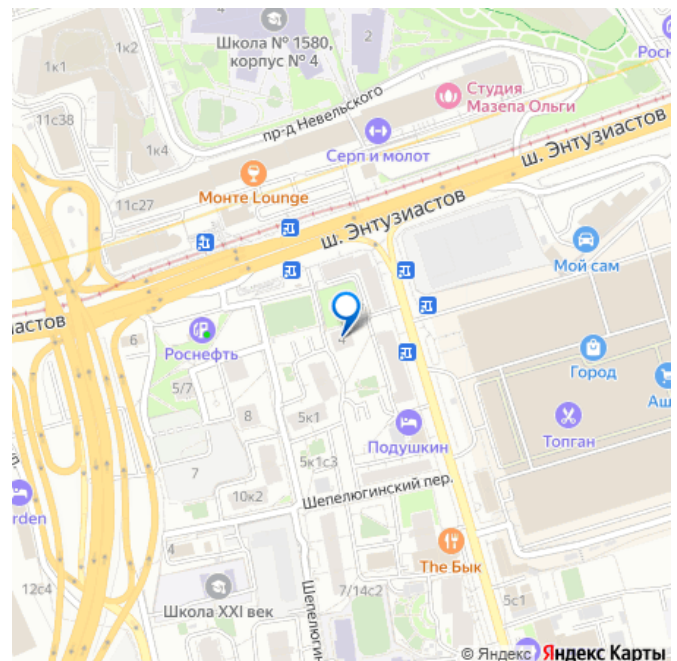 1к2
Школа № 1580,
корпус № 4
2
Росн
1к1
Студия
Мазепа Ольги
пр-д Невельского
11с38
1к4
Серп и молот
ш. Энтузиастов
Монте Lounge
11с27
ш. Энтузиастов
Мой сам
астов
Роснефть
6
4
Город
5/7
Аш
8
5к1
Подушкин
Топган
5к1с3
7
rden
10к2
Шепелюгинский пер.
4
The Бык
12с4
Школа XXI век
Шепелюгин
7/14с2
5с1
© Яндекс Яндекс Карты